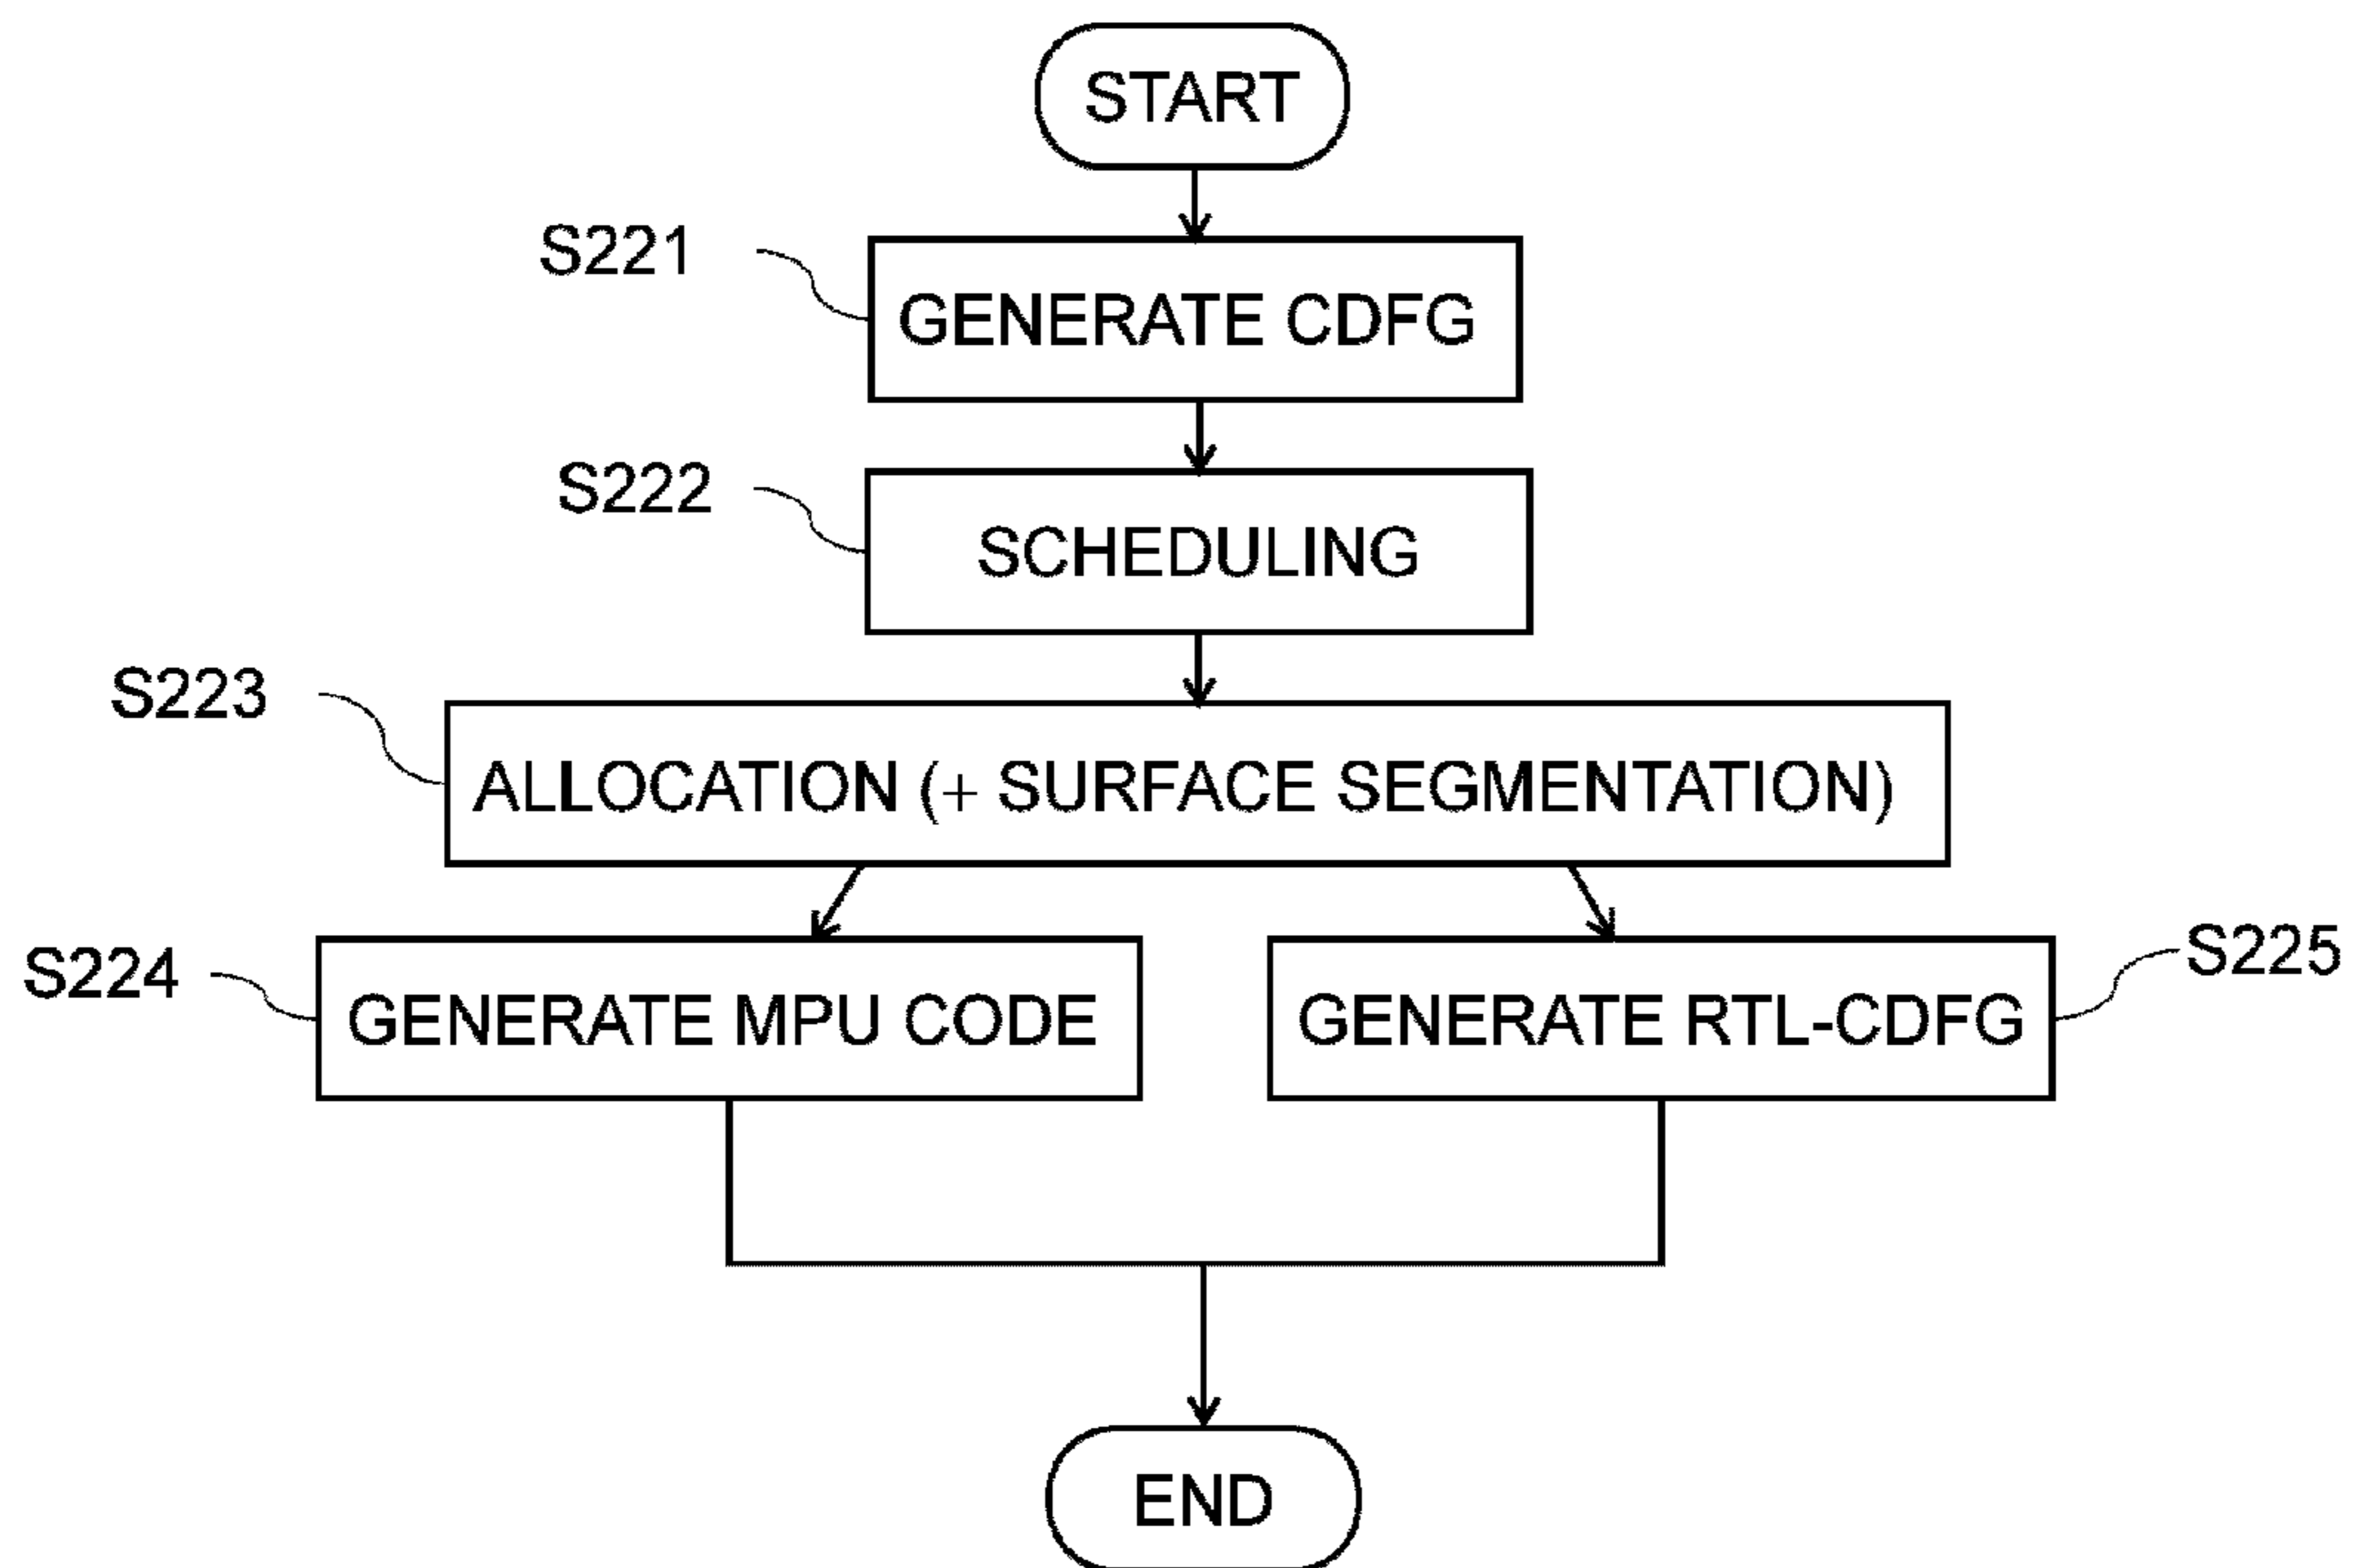 START
S221
GENERATE CDFG
S222
SCHEDULING
S223
ALLOCATION (+ SURFACE SEGMENTATION)
S224
GENERATE MPU CODE
GENERATE RTL-CDFG
S225
END